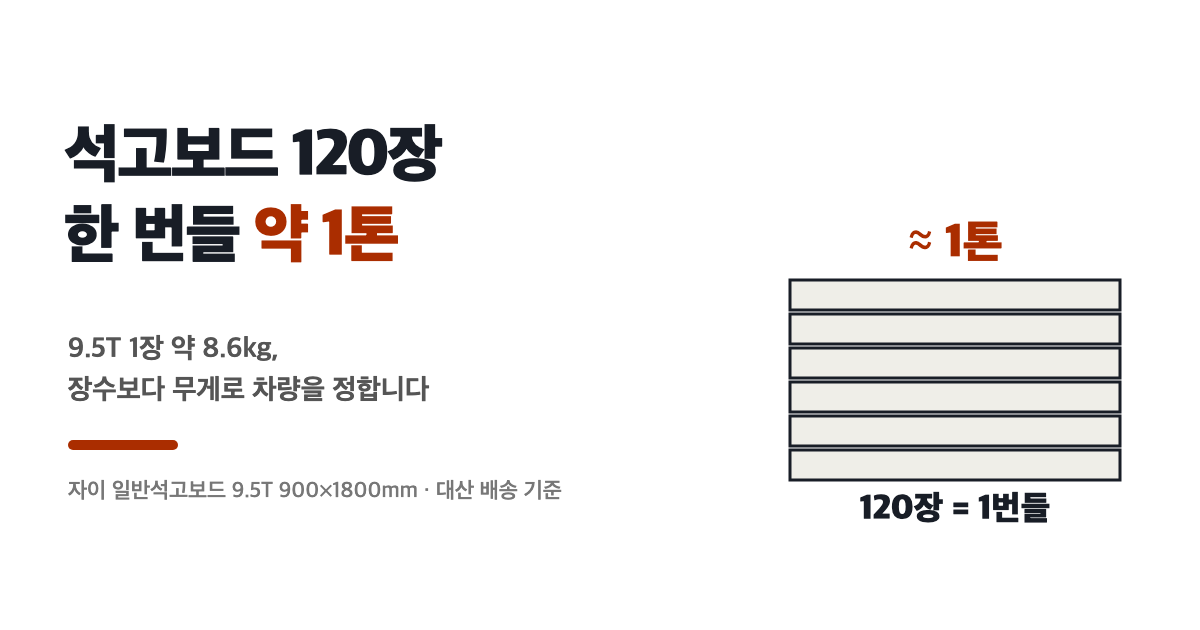 석고보드 120장
한 번들 약 1톤
9.5T 1장 약 8.6kg,
장수보다 무게로 차량을 정합니다
자이 일반석고보드 9.5T 900×1800mm · 대산 배송 기준
≈ 1톤
120장 = 1번들